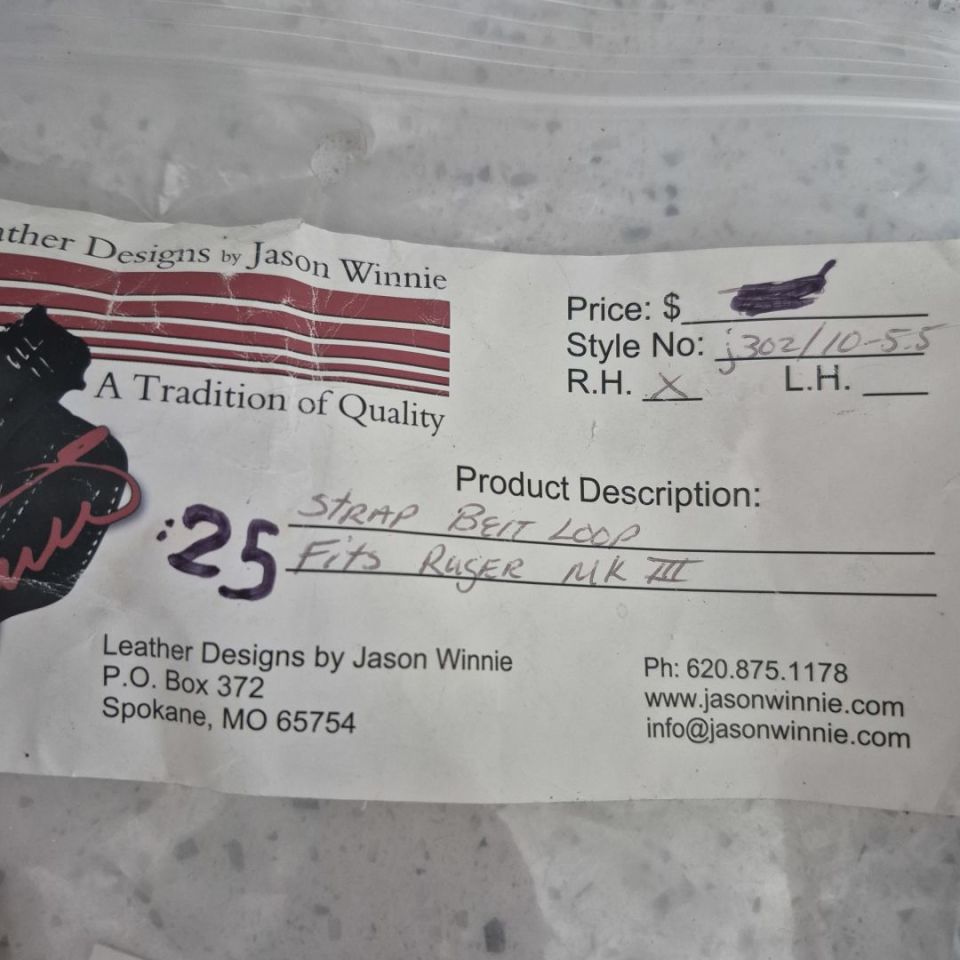 ather Designs by Jason Winnie
A Tradition of Quality
Price: $
Style No: j302/10-5.5
R.H. X L.H.
Product Description:
:25
STRAP BELT LOOP
Fits RUGER MK III
Leather Designs by Jason Winnie
P.O. Box 372
Spokane, MO 65754
Ph: 620.875.1178
www.jasonwinnie.com
info@jasonwinnie.com